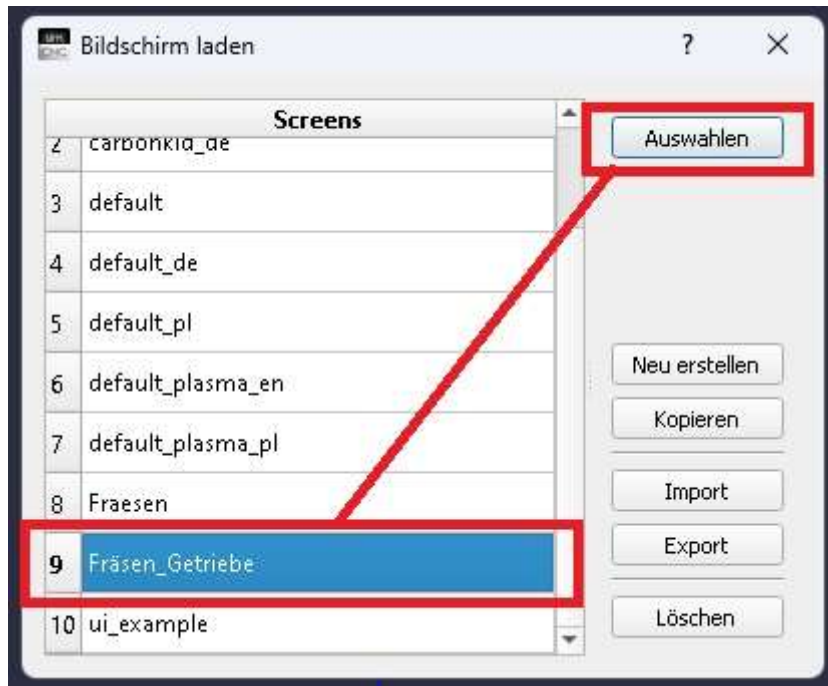 Bildschirm laden
?
Screens
Auswahlen
2 carbonkid_de
3 default
4 default_de
5 default_pl
Neu erstellen
6 default_plasma_en
Kopieren
7 default_plasma_pl
Import
8 Fraesen
Export
9 Fräsen_Getriebe
Löschen
10 ui_example